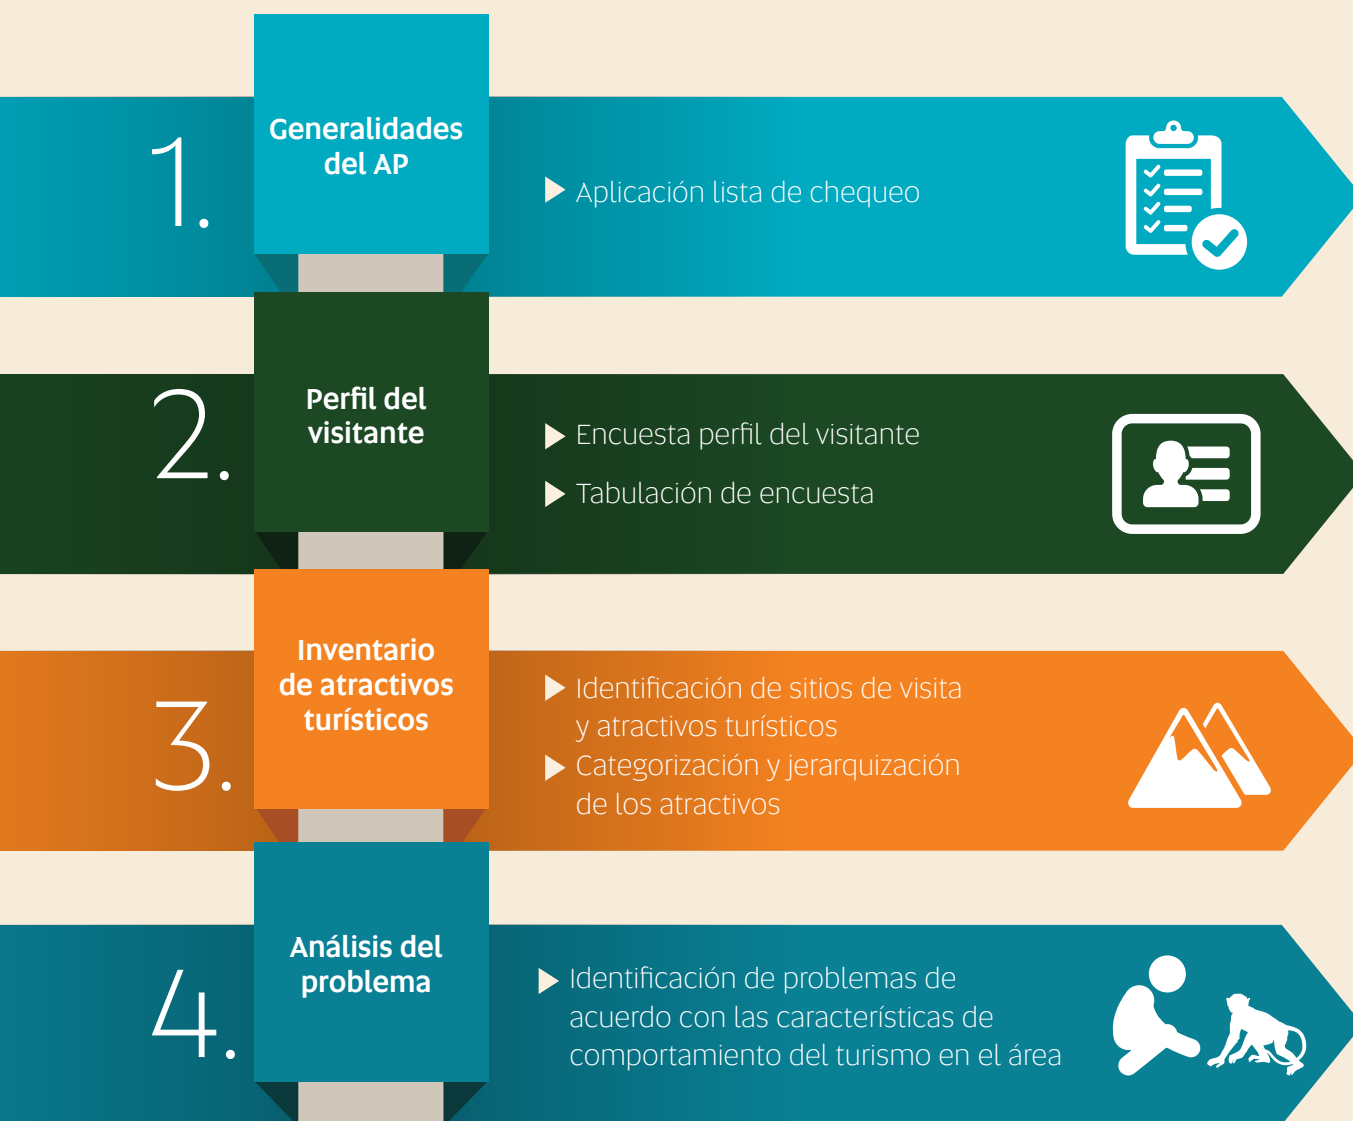 1.
Generalidades
del AP
Aplicación lista de chequeo
2.
Perfil del
visitante
Encuesta perfil del visitante
Tabulación de encuesta
3.
Inventario
de atractivos
turísticos
Identificación de sitios de visita
y atractivos turísticos
Categorización y jerarquización
de los atractivos
4.
Análisis del
problema
Identificación de problemas de
acuerdo con las características de
comportamiento del turismo en el área